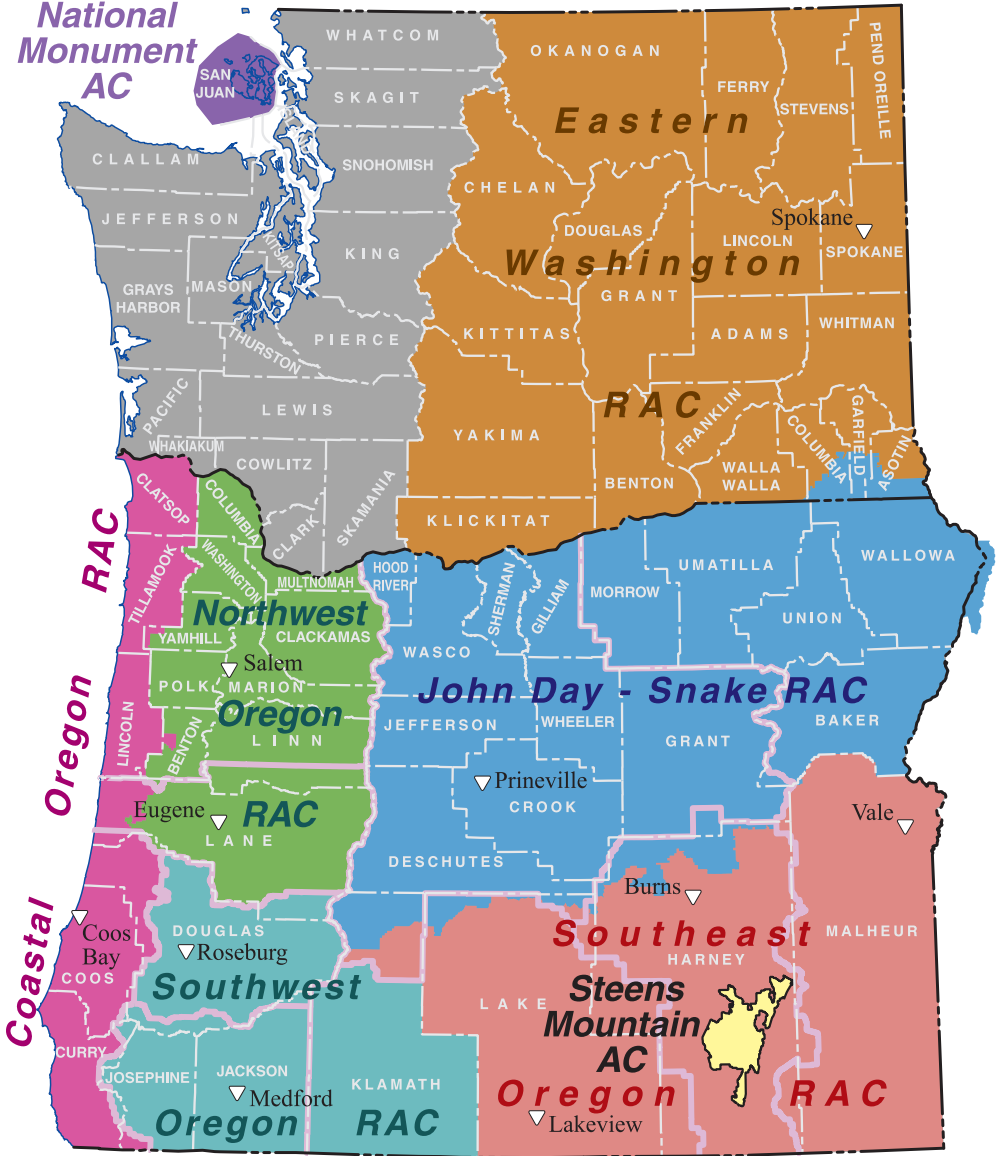 National
Monument
AC
SAN
JUAN
WHATCOM
SKAGIT
ISLAND
SNOHOMISH
CLALLAM
JEFFERSON
KITSAP
KING
GRAYS
HARBOR
MASON
THURSTON
PIERCE
PACIFIC
LEWIS
WHAKIAKUM
COWLITZ
CLARK
SKAMANIA
OKANOGAN
FERRY
STEVENS
PEND OREILLE
Eastern
CHELAN
DOUGLAS
LINCOLN
Spokane
SPOKANE
Washington
GRANT
KITTITAS
ADAMS
WHITMAN
RAC
YAKIMA
FRANKLIN
BENTON
WALLA
WALLA
COLUMBIA
GARFIELD
ASOTIN
KLICKITAT
Coastal
Oregon
RAC
CLATSOP
TILLAMOOK
LINCOLN
COLUMBIA
WASHINGTON
MULTNOMAH
Northwest
YAMHILL
CLACKAMAS
Salem
POLK
MARION
Oregon
BENTON
LINN
Eugene
RAC
LANE
HOOD
RIVER
SHERMAN
GILLIAM
MORROW
UMATILLA
WALLOWA
UNION
WASCO
John Day - Snake RAC
JEFFERSON
WHEELER
GRANT
BAKER
Prineville
CROOK
DESCHUTES
Vale
Burns
Coos
Bay
COOS
CURRY
DOUGLAS
Roseburg
Southwest
JOSEPHINE
JACKSON
Medford
KLAMATH
Oregon
RAC
Southeast
HARNEY
MALHEUR
LAKE
Steens
Mountain
AC
Oregon
RAC
Lakeview